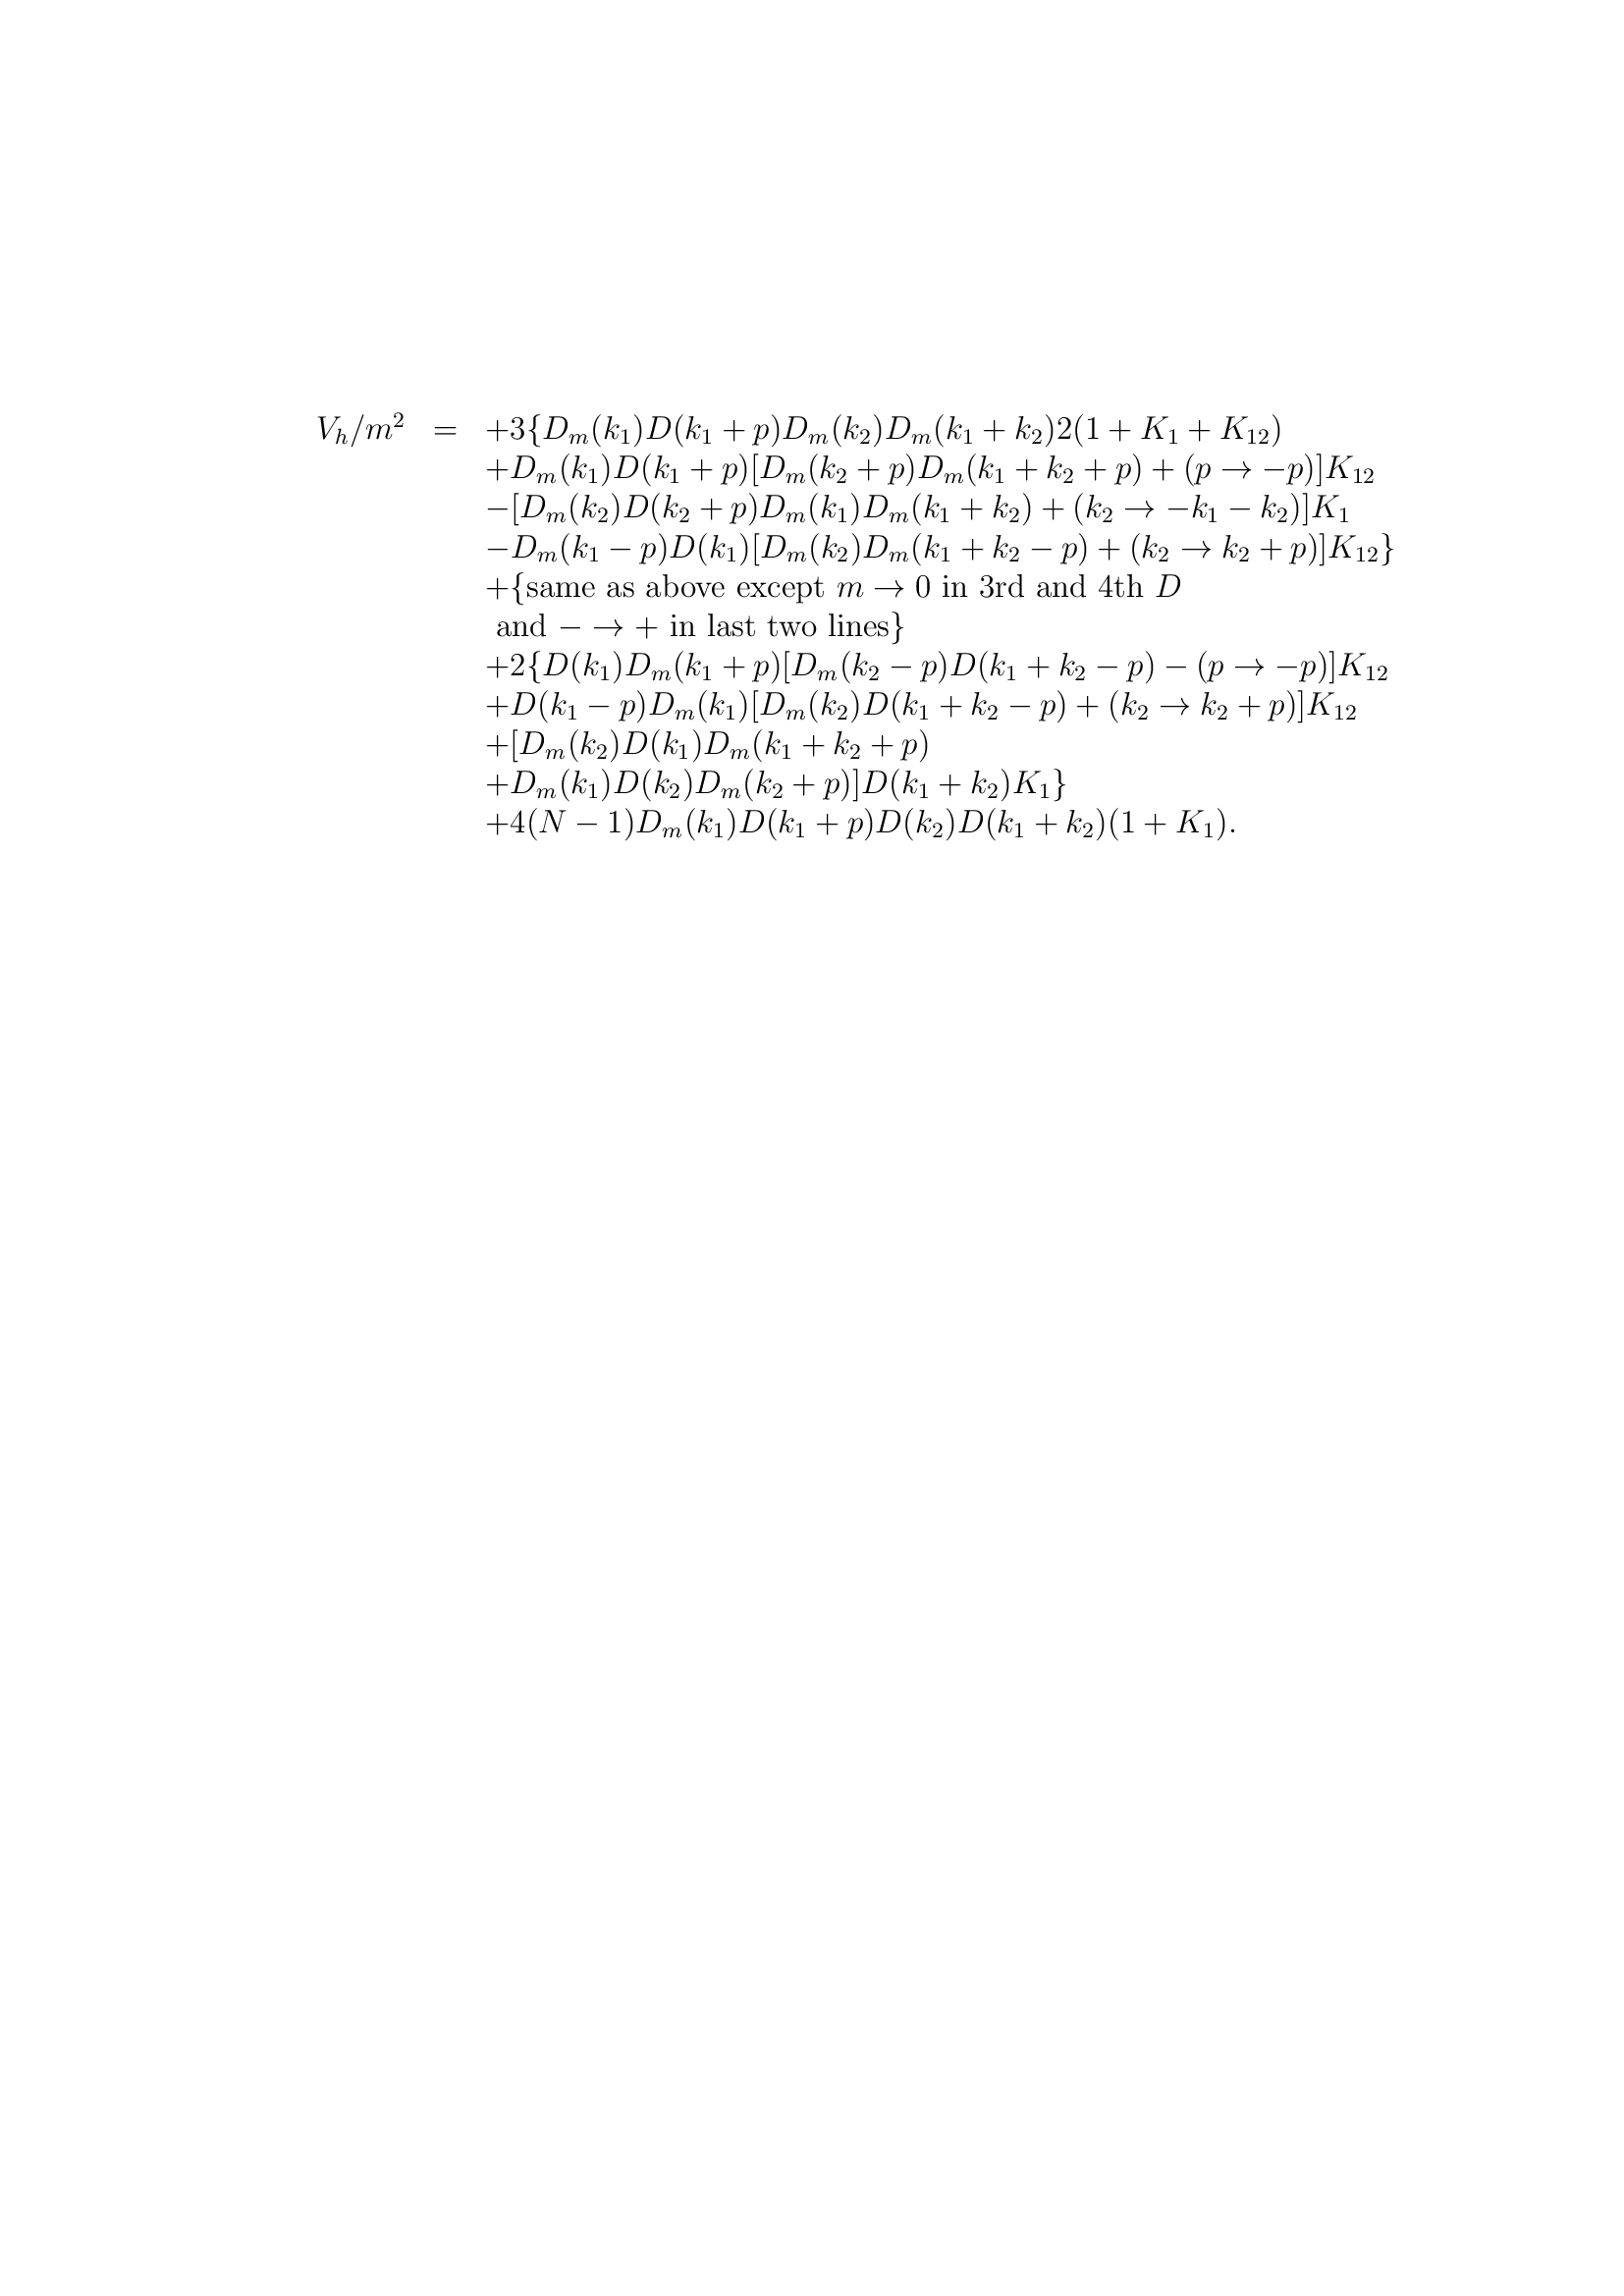 $V_h/m^2 = +3\{D_m(k_1)D(k_1+p)D_m(k_2)D_m(k_1+k_2)2(1+K_1+K_{12})$
$+D_m(k_1)D(k_1+p)[D_m(k_2+p)D_m(k_1+k_2+p)+(p\to -p)]K_{12}$
$-[D_m(k_2)D(k_2+p)D_m(k_1)D_m(k_1+k_2)+(k_2\to -k_1-k_2)]K_1$
$-D_m(k_1-p)D(k_1)[D_m(k_2)D_m(k_1+k_2-p)+(k_2\to k_2+p)]K_{12}\}$
$+\{$same as above except $m\to 0$ in 3rd and 4th $D$
and $-\to +$ in last two lines$\}$
$+2\{D(k_1)D_m(k_1+p)[D_m(k_2-p)D(k_1+k_2-p)-(p\to -p)]K_{12}$
$+D(k_1-p)D_m(k_1)[D_m(k_2)D(k_1+k_2-p)+(k_2\to k_2+p)]K_{12}$
$+[D_m(k_2)D(k_1)D_m(k_1+k_2+p)$
$+D_m(k_1)D(k_2)D_m(k_2+p)]D(k_1+k_2)K_1\}$
$+4(N-1)D_m(k_1)D(k_1+p)D(k_2)D(k_1+k_2)(1+K_1).$